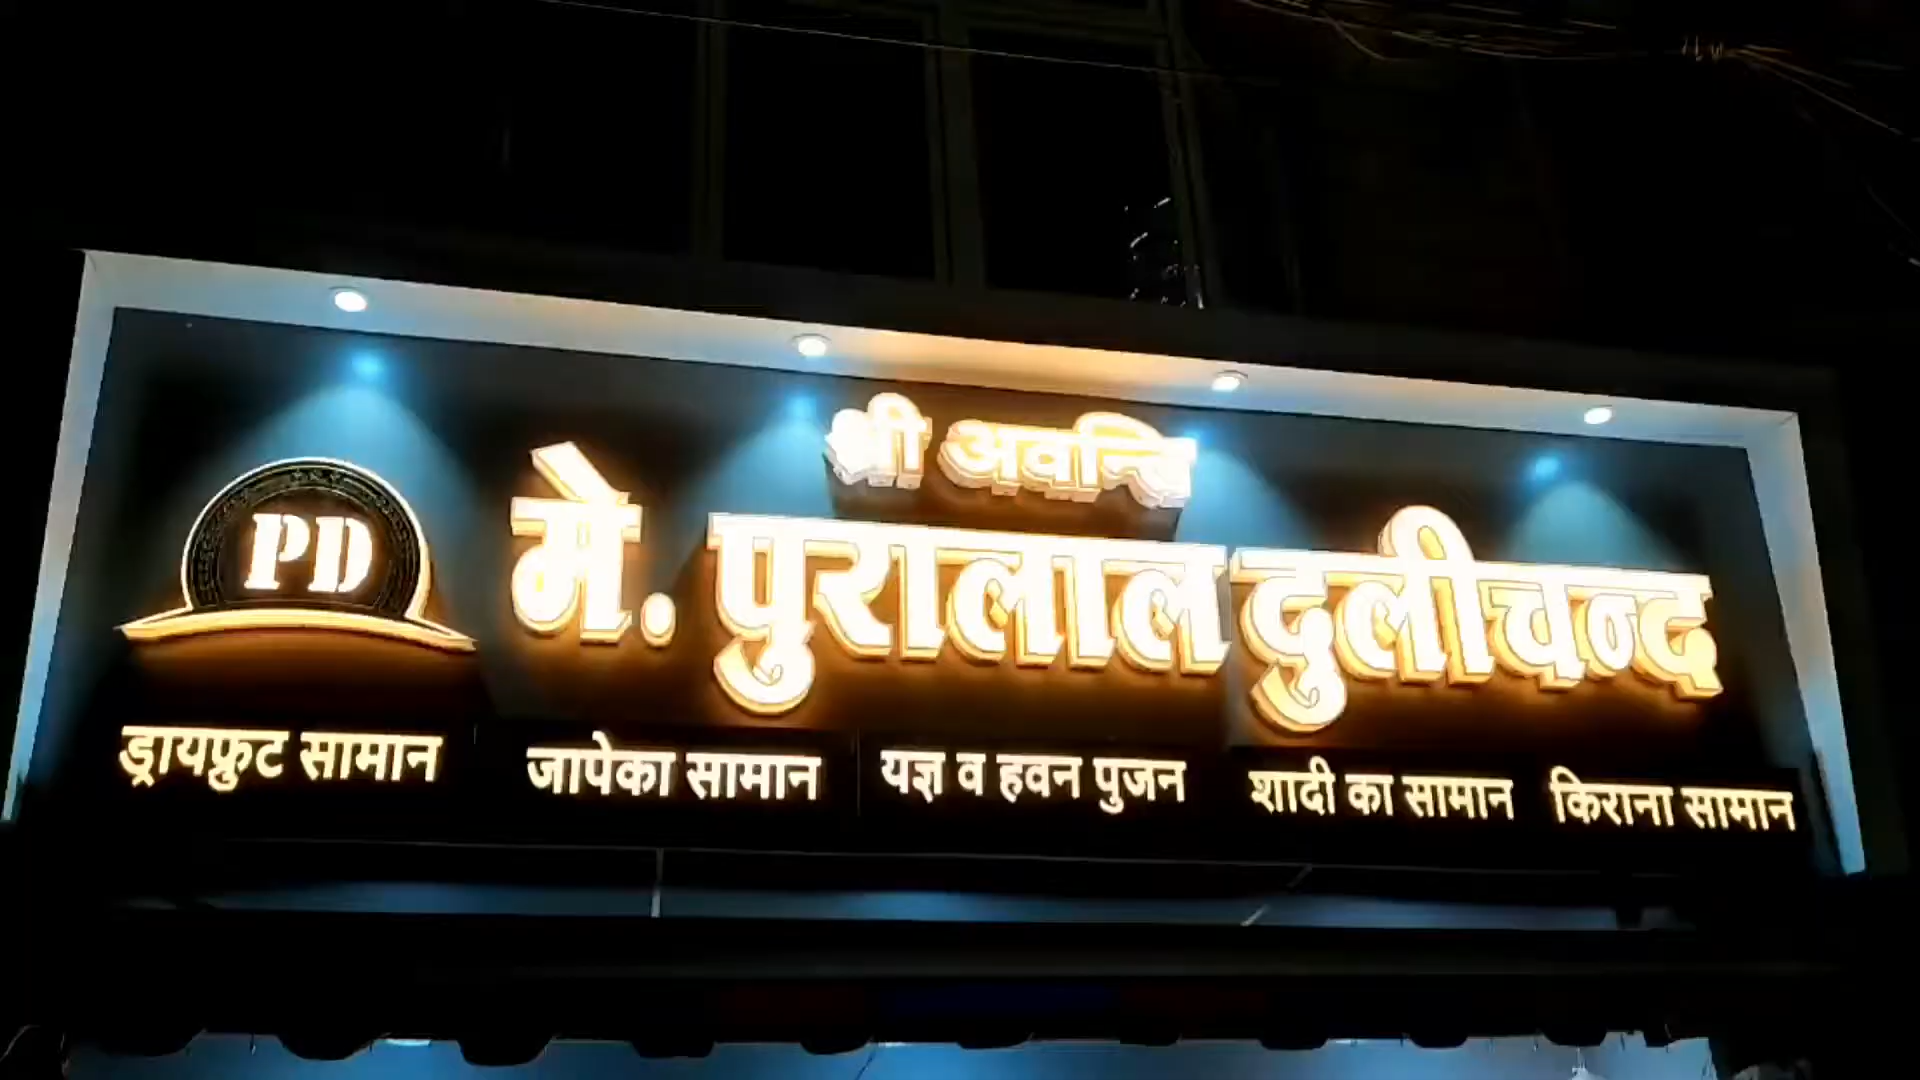 श्री अवन्ति
PD
मे. पुरालाल दुलीचन्द
ड्रायफ्रुट सामान जापेका सामान यज्ञ व हवन पुजन शादी का सामान किराना सामान